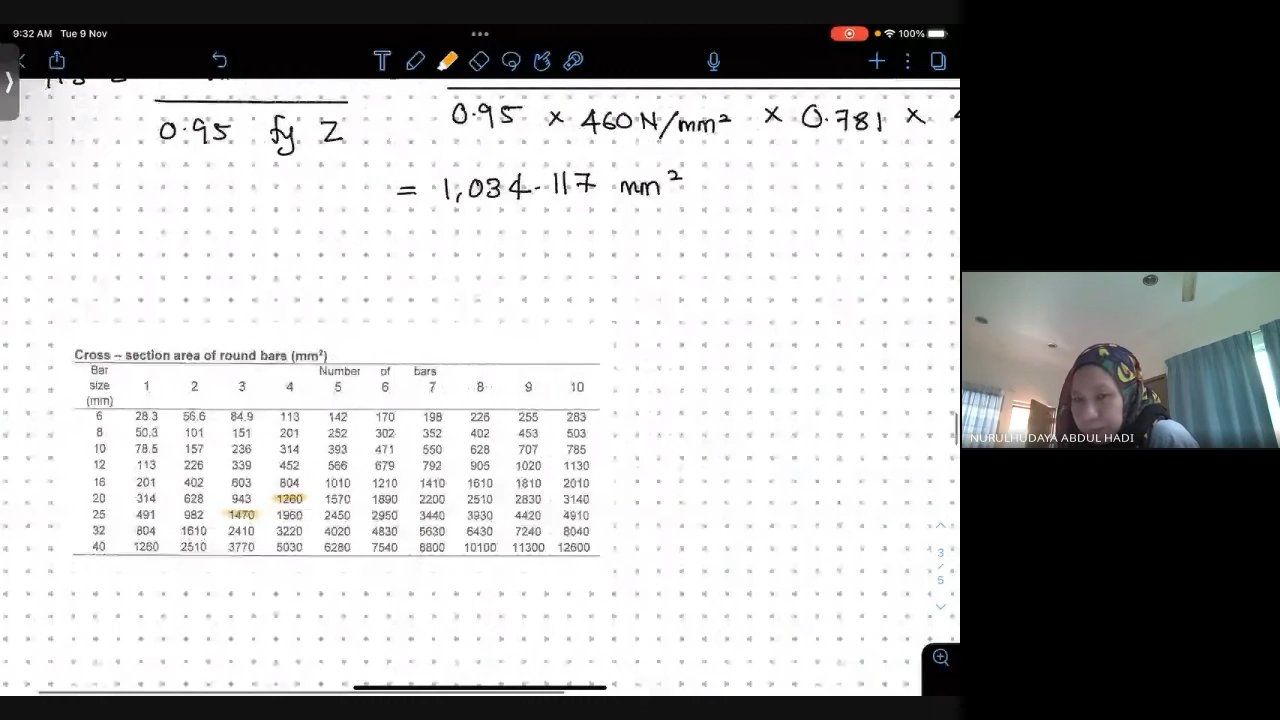 9:32 AM Tue 9 Nov
100%
0.95 fy Z
0.95 × 460 N/mm² × 0.781 ×
= 1,034.117 mm²
Cross – section area of round bars (mm²)
Bar size (mm) Number of bars
1 2 3 4 5 6 7 8 9 10
6 28.3 56.6 84.9 113 142 170 198 226 255 283
8 50.3 101 151 201 252 302 352 402 453 503
10 78.5 157 236 314 393 471 550 628 707 785
12 113 226 339 452 566 679 792 905 1020 1130
16 201 402 603 804 1010 1210 1410 1610 1810 2010
20 314 628 943 1260 1570 1890 2200 2510 2830 3140
25 491 982 1470 1960 2450 2950 3440 3930 4420 4910
32 804 1610 2410 3220 4020 4830 5630 6430 7240 8040
40 1260 2510 3770 5030 6280 7540 8800 10100 11300 12600
3
/
5
NURULHUDAYA ABDUL HADI